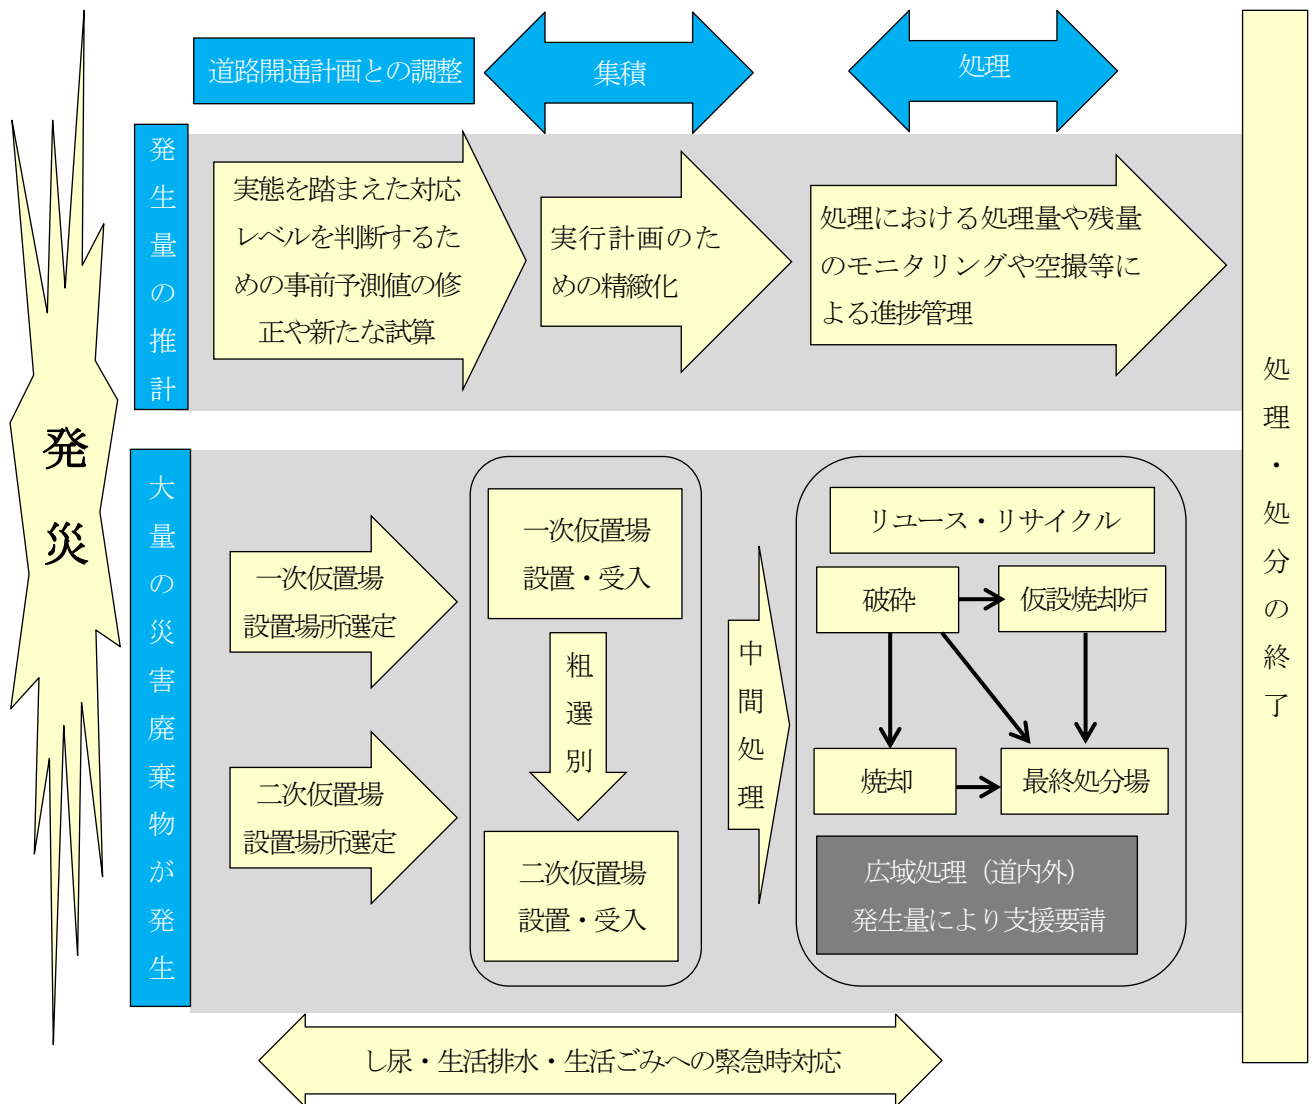 道路開通計画との調整
集積
処理
発生量の推計
実態を踏まえた対応
レベルを判断するた
めの事前予測値の修
正や新たな試算
実行計画のた
めの精緻化
処理における処理量や残量
のモニタリングや空撮等に
よる進捗管理
発災
大量の災害廃棄物が発生
一次仮置場
設置場所選定
二次仮置場
設置場所選定
一次仮置場
設置・受入
粗選別
二次仮置場
設置・受入
中間処理
リユース・リサイクル
破砕
仮設焼却炉
焼却
最終処分場
広域処理（道内外）
発生量により支援要請
処理・処分の終了
し尿・生活排水・生活ごみへの緊急時対応